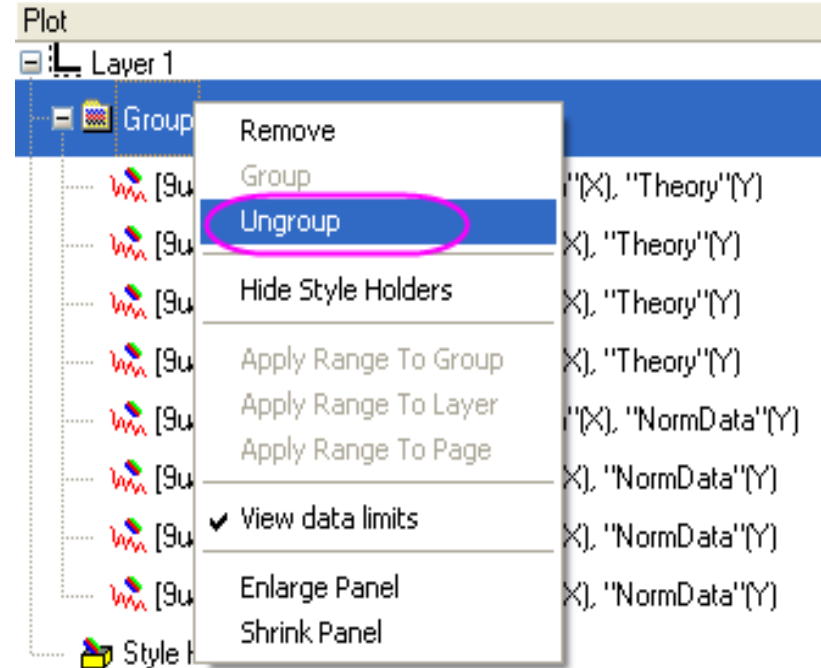 Plot
Layer 1
Group
Remove
Group
Ungroup
Hide Style Holders
Apply Range To Group
Apply Range To Layer
Apply Range To Page
View data limits
Enlarge Panel
Shrink Panel
[9u "(X), "Theory"(Y)
[9u X), "Theory"(Y)
[9u X), "Theory"(Y)
[9u X), "Theory"(Y)
[9u "(X), "NormData"(Y)
[9u X), "NormData"(Y)
[9u X), "NormData"(Y)
[9u X), "NormData"(Y)
Style H